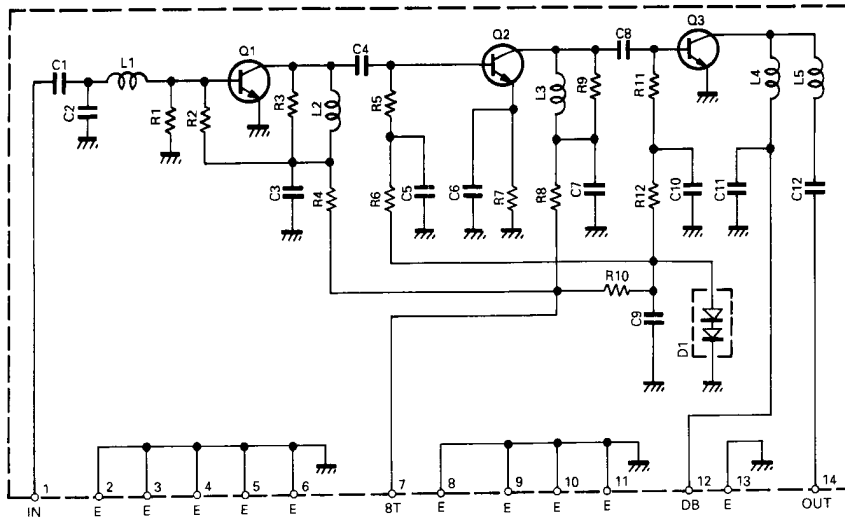 Q1 Q2 Q3
C1 L1 C4 C8
C2 R1 R2 R3 L2 R5 L3 R9 R11 L4 L5
C3 R4 R6 C5 C6 R7 R8 C7 R12 C10 C11 C12
R10 C9 D1
1 2 3 4 5 6 7 8 9 10 11 12 13 14
IN E E E E E 8T E E E E DB E OUT